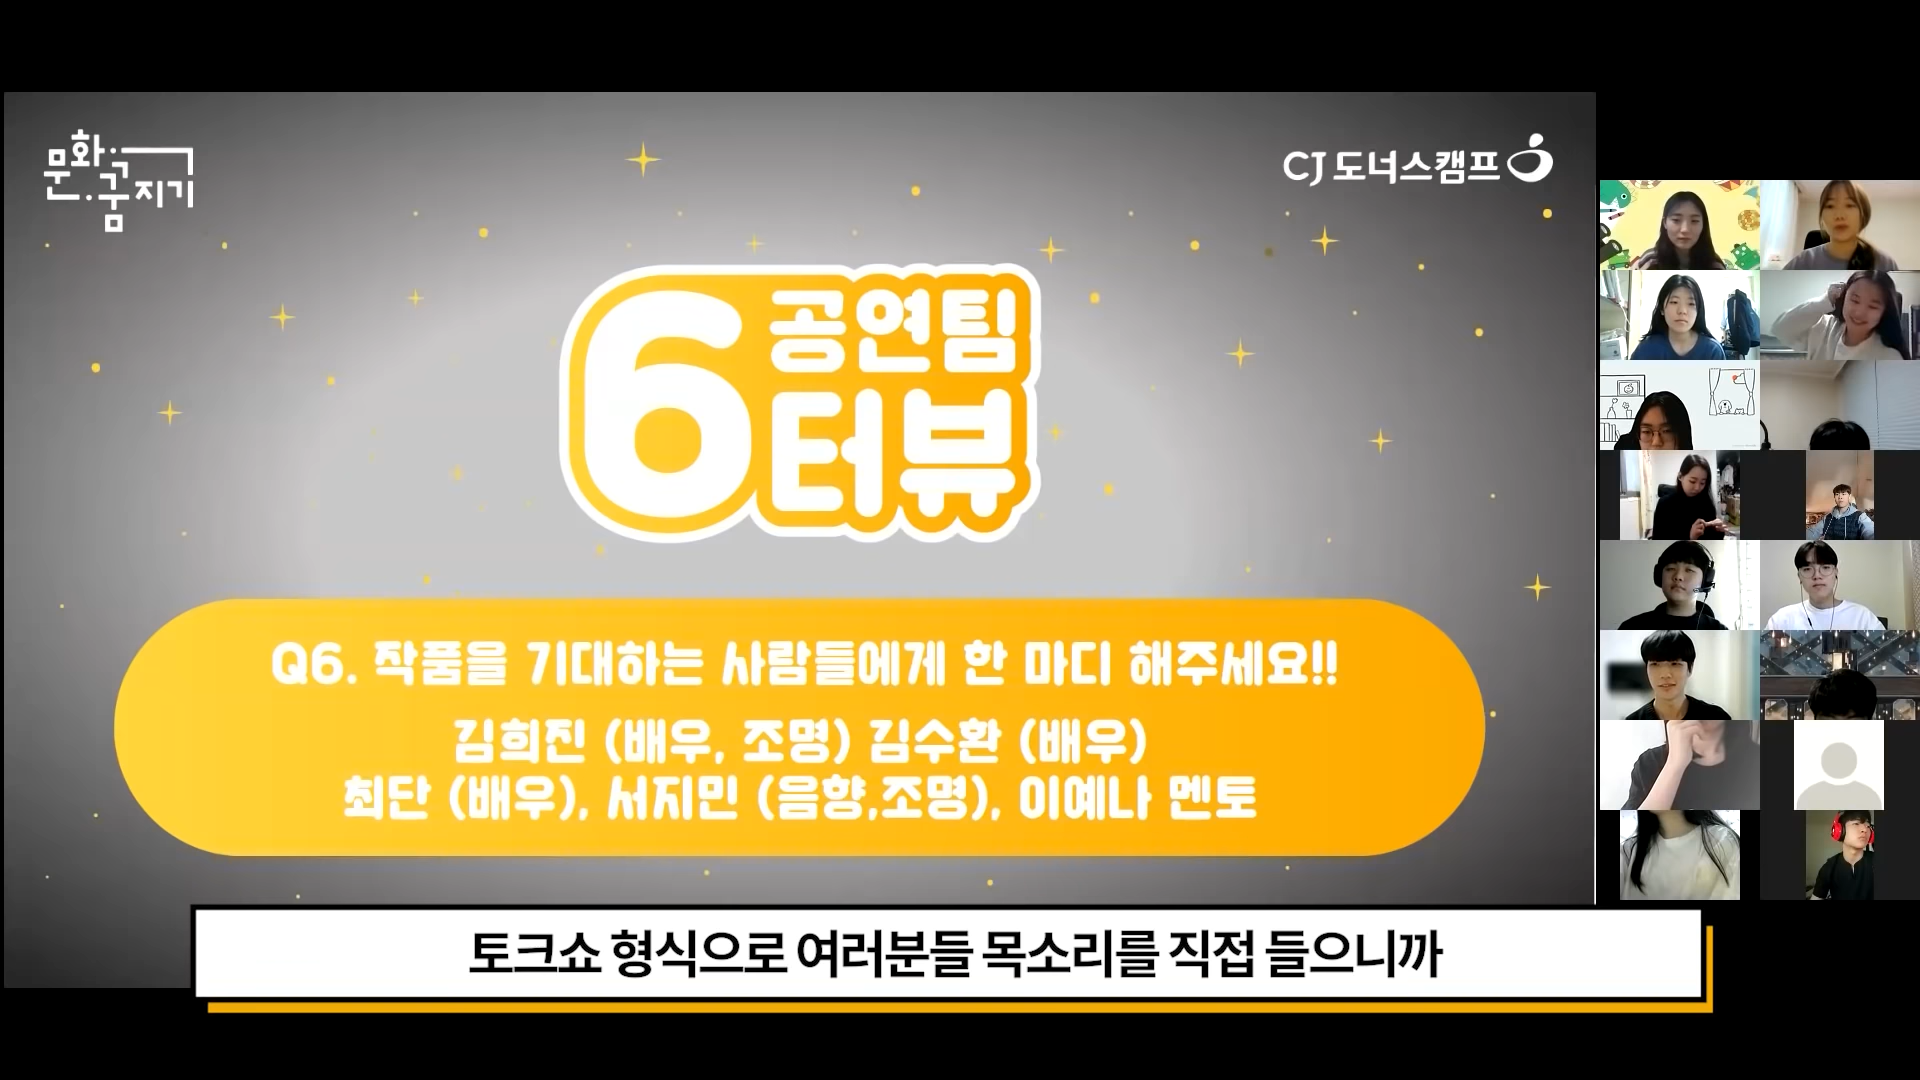 문화
꿈지기
CJ 도너스캠프
6
공연팀
터뷰
Q6. 작품을 기대하는 사람들에게 한 마디 해주세요!!
김희진 (배우, 조명) 김수환 (배우)
최단 (배우), 서지민 (음향,조명), 이예나 멘토
토크쇼 형식으로 여러분들 목소리를 직접 들으니까